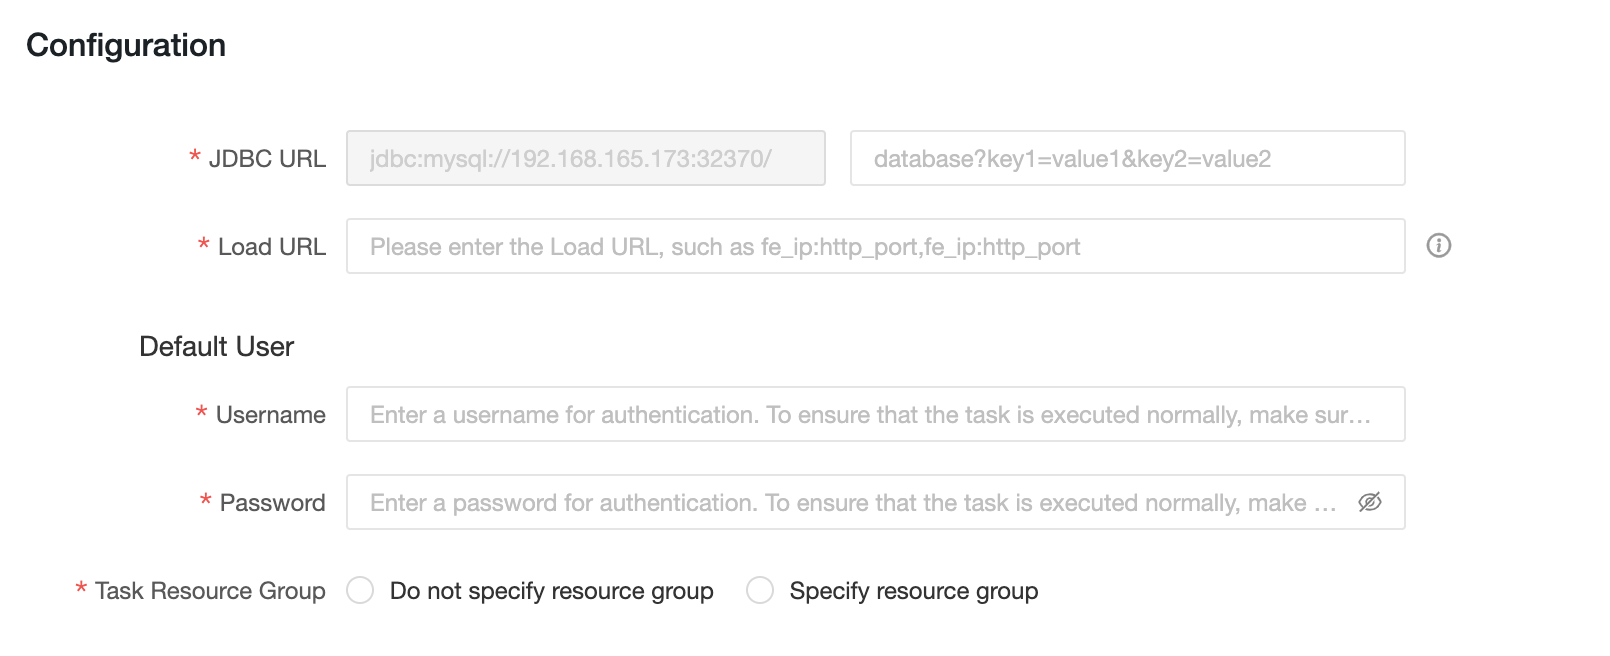 Configuration
* JDBC URL jdbc:mysql://192.168.165.173:32370/ database?key1=value1&key2=value2
* Load URL Please enter the Load URL, such as fe_ip:http_port,fe_ip:http_port
Default User
* Username Enter a username for authentication. To ensure that the task is executed normally, make sur...
* Password Enter a password for authentication. To ensure that the task is executed normally, make ...
* Task Resource Group Do not specify resource group Specify resource group